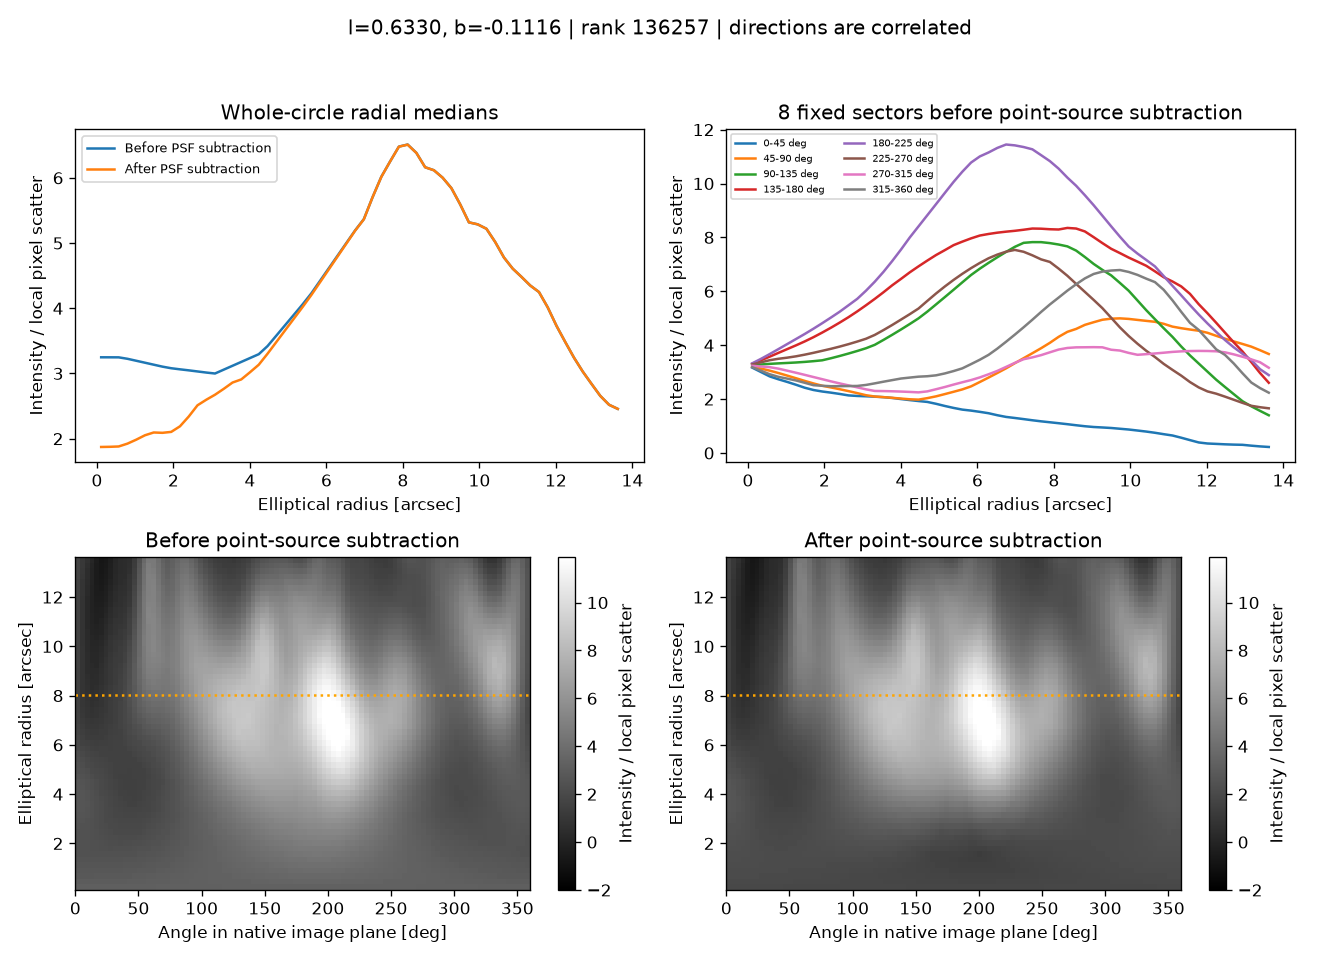 l=0.6330, b=-0.1116 | rank 136257 | directions are correlated
Whole-circle radial medians
Before PSF subtraction
After PSF subtraction
Intensity / local pixel scatter
6
5
4
3
2
0 2 4 6 8 10 12 14
Elliptical radius [arcsec]
8 fixed sectors before point-source subtraction
0-45 deg
45-90 deg
90-135 deg
135-180 deg
180-225 deg
225-270 deg
270-315 deg
315-360 deg
Intensity / local pixel scatter
12
10
8
6
4
2
0
0 2 4 6 8 10 12 14
Elliptical radius [arcsec]
Before point-source subtraction
Elliptical radius [arcsec]
12
10
8
6
4
2
0 50 100 150 200 250 300 350
Angle in native image plane [deg]
10
8
6
4
2
0
−2
Intensity / local pixel scatter
After point-source subtraction
Elliptical radius [arcsec]
12
10
8
6
4
2
0 50 100 150 200 250 300 350
Angle in native image plane [deg]
10
8
6
4
2
0
−2
Intensity / local pixel scatter